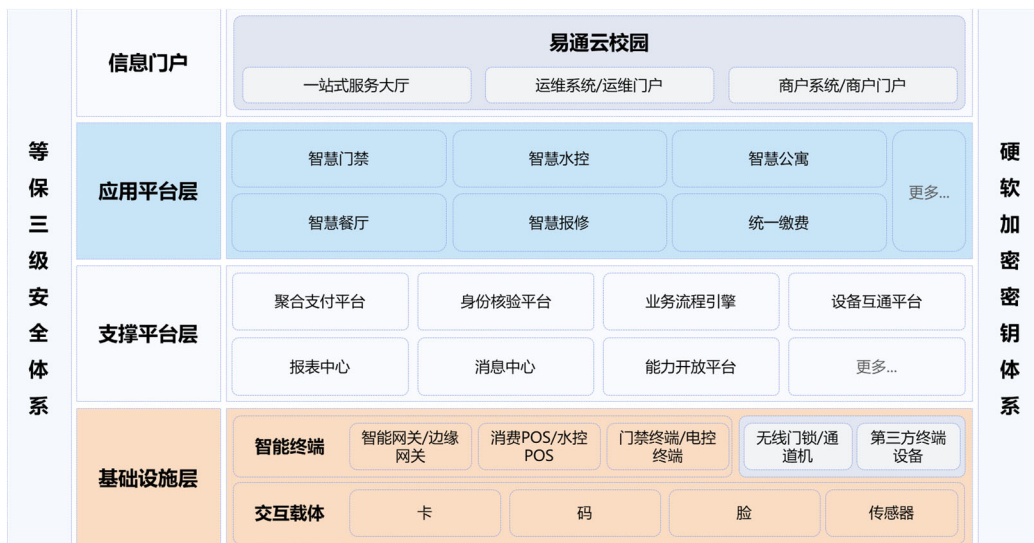 等保三级安全体系
信息门户
易通云校园
一站式服务大厅
运维系统/运维门户
商户系统/商户门户
应用平台层
智慧门禁
智慧水控
智慧公寓
更多...
智慧餐厅
智慧报修
统一缴费
支撑平台层
聚合支付平台
身份核验平台
业务流程引擎
设备互通平台
报表中心
消息中心
能力开放平台
更多...
基础设施层
智能终端
智能网关/边缘
网关
消费POS/水控
POS
门禁终端/电控
终端
无线门锁/通
道机
第三方终端
设备
交互载体
卡
码
脸
传感器
硬软加密密钥体系